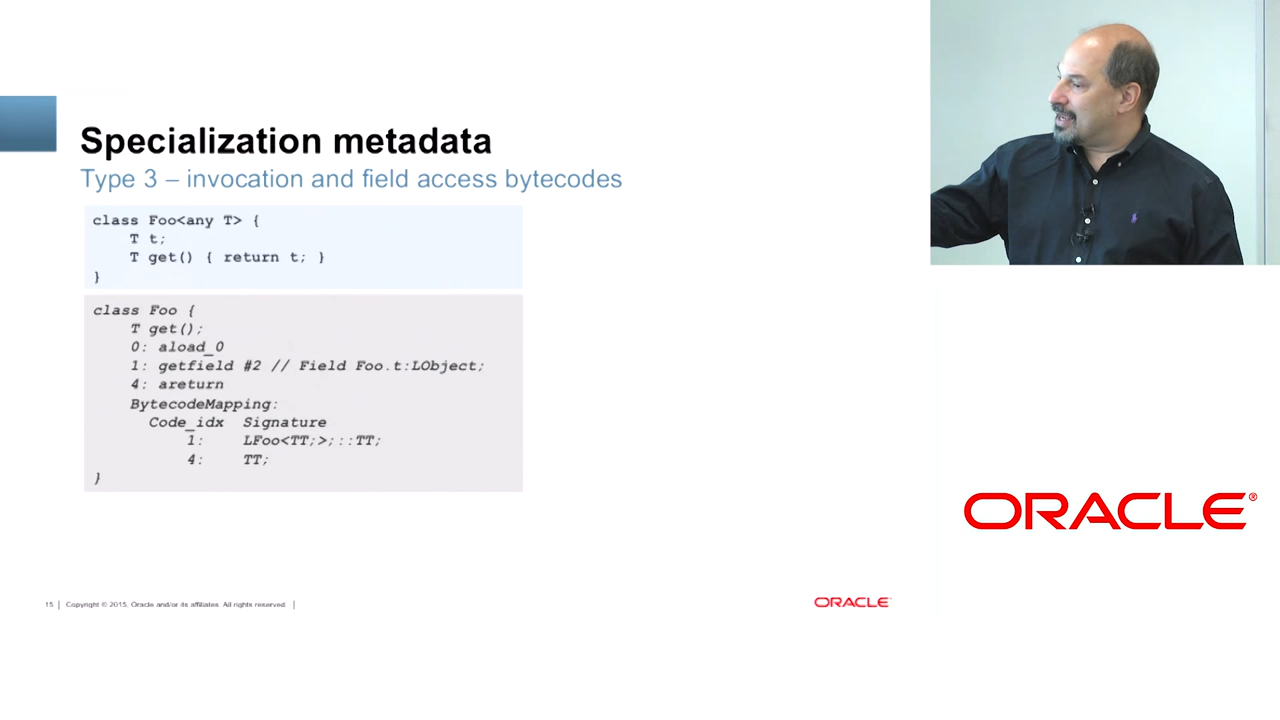 Specialization metadata
Type 3 – invocation and field access bytecodes
class Foo<any T> {
T t;
T get() { return t; }
}
class Foo {
T get();
0: aload_0
1: getfield #2 // Field Foo.t:LObject;
4: areturn
BytecodeMapping:
Code_idx Signature
1: LFoo<TT;>;::TT;
4: TT;
}
15 | Copyright © 2015, Oracle and/or its affiliates. All rights reserved. |
ORACLE
ORACLE®